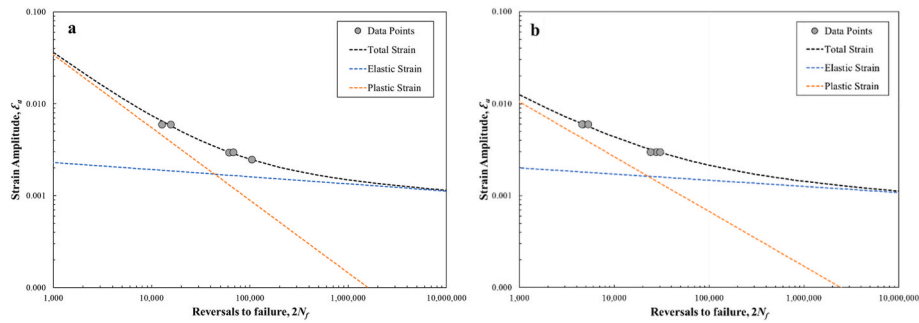 a
Data Points
Total Strain
Elastic Strain
Plastic Strain
Strain Amplitude, Ɛa
0.100
0.010
0.001
0.000
1,000
10,000
100,000
1,000,000
10,000,000
Reversals to failure, 2Nf
b
Data Points
Total Strain
Elastic Strain
Plastic Strain
Strain Amplitude, Ɛa
0.100
0.010
0.001
0.000
1,000
10,000
100,000
1,000,000
10,000,000
Reversals to failure, 2Nf